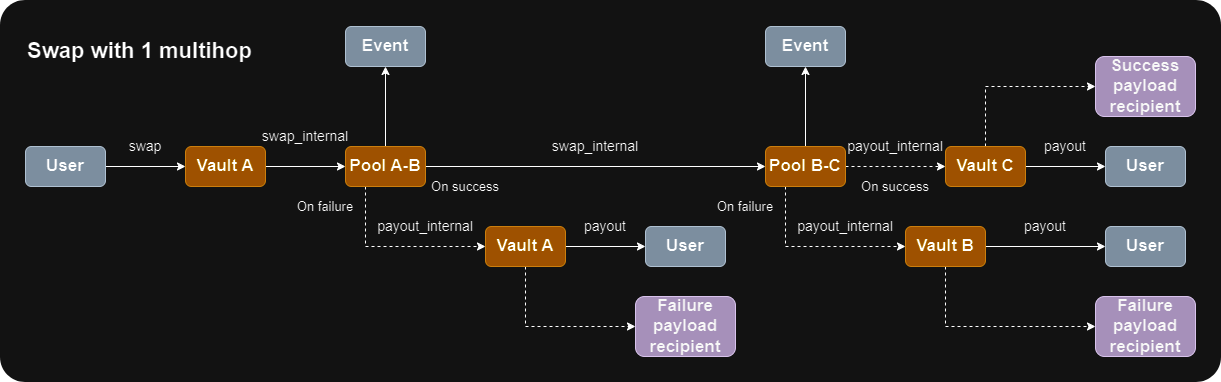 Swap with 1 multihop
Event
Event
Success
payload
recipient
User
swap
Vault A
swap_internal
Pool A-B
swap_internal
On success
Pool B-C
payout_internal
On success
Vault C
payout
User
On failure
payout_internal
Vault A
payout
User
On failure
payout_internal
Vault B
payout
User
Failure
payload
recipient
Failure
payload
recipient